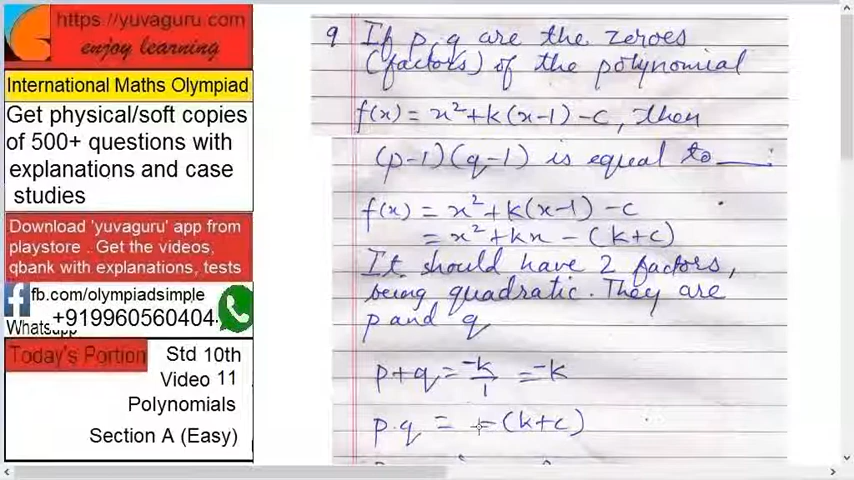 https://yuvaguru.com
enjoy learning
International Maths Olympiad
Get physical/soft copies
of 500+ questions with
explanations and case
studies
Download 'yuvaguru' app from
playstore . Get the videos,
qbank with explanations, tests
fb.com/olympiadsimple
Whatsupp
+919960560404
Today's Portion
Std 10th
Video 11
Polynomials
Section A (Easy)
9 If p, q are the zeroes
(factors) of the polynomial
f(x) = x² + k(x-1) - c, then
(p-1)(q-1) is equal to ___:
f(x) = x² + k(x-1) - c
= x² + kx - (k+c)
It should have 2 factors,
being quadratic. They are
p and q
p+q = -k/1 = -k
p.q = -(k+c)